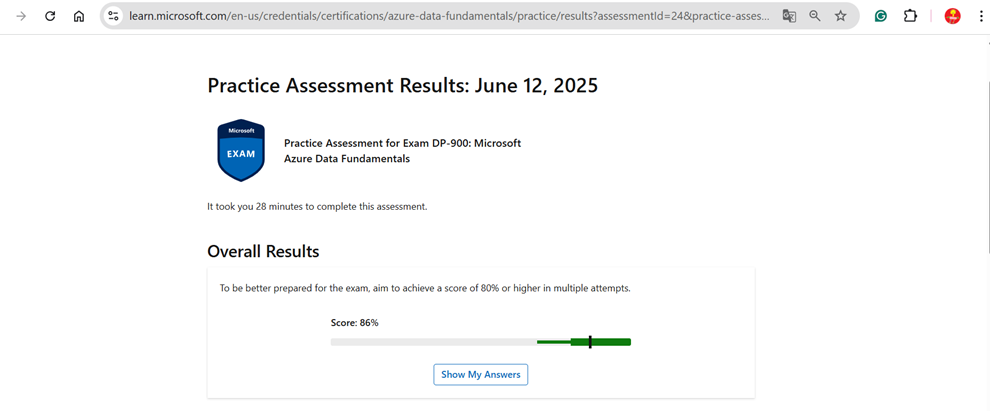 learn.microsoft.com/en-us/credentials/certifications/azure-data-fundamentals/practice/results?assessmentId=24&practice-asses...
Practice Assessment Results: June 12, 2025
Microsoft
EXAM
Practice Assessment for Exam DP-900: Microsoft
Azure Data Fundamentals
It took you 28 minutes to complete this assessment.
Overall Results
To be better prepared for the exam, aim to achieve a score of 80% or higher in multiple attempts.
Score: 86%
Show My Answers